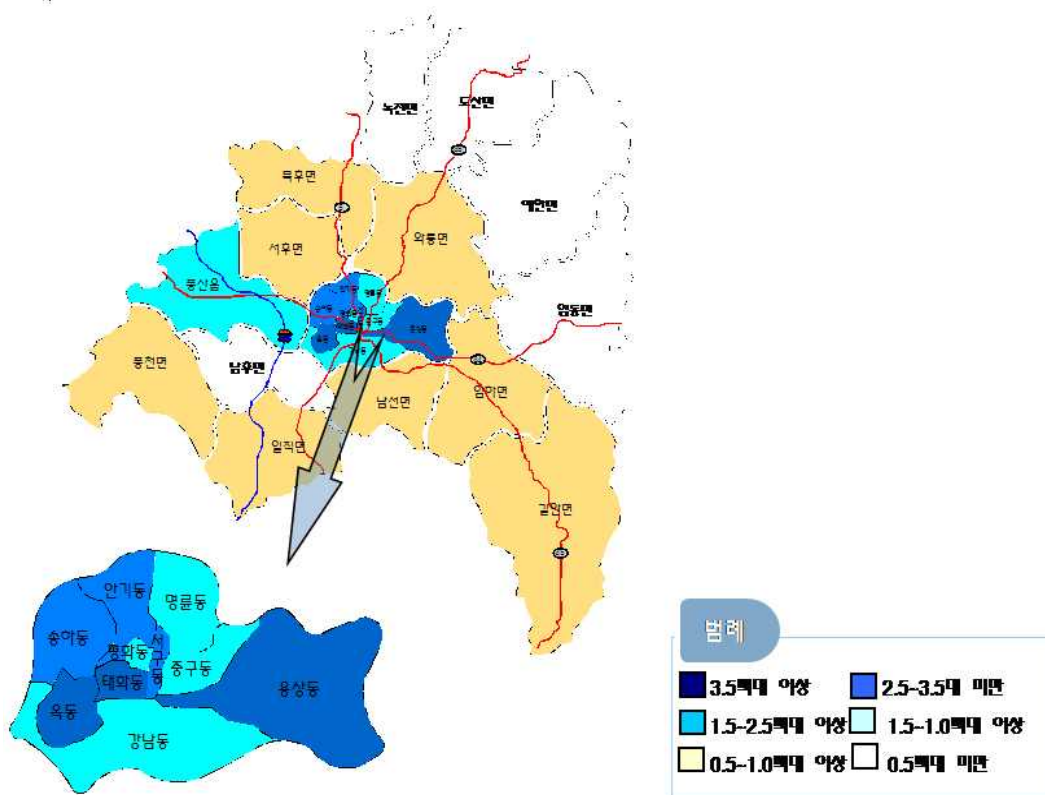 녹전면
도산면
북후면
예안면
서후면
와룡면
풍산읍
임동면
풍천면
남후면
임하면
남선면
일직면
길안면
안기동
명륜동
송하동
평화동
서구동
중구동
태화동
용상동
옥동
강남동
범례
3.5백대 이상
2.5~3.5대 미만
1.5~2.5백대 이상
1.5~1.0백대 이상
0.5~1.0백대 이상
0.5백대 미만